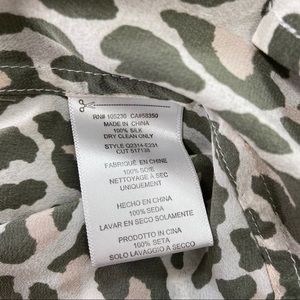 RN# 105230 CA#58350
MADE IN CHINA
100% SILK
DRY CLEAN ONLY
STYLE Q2314-E231
CUT 517138
FABRIQUÉ EN CHINE
100% SOIE
NETTOYAGE À SEC
UNIQUEMENT
HECHO EN CHINA
100% SEDA
LAVAR EN SECO SOLAMENTE
PRODOTTO IN CINA
100% SETA
SOLO LAVAGGIO A SECCO